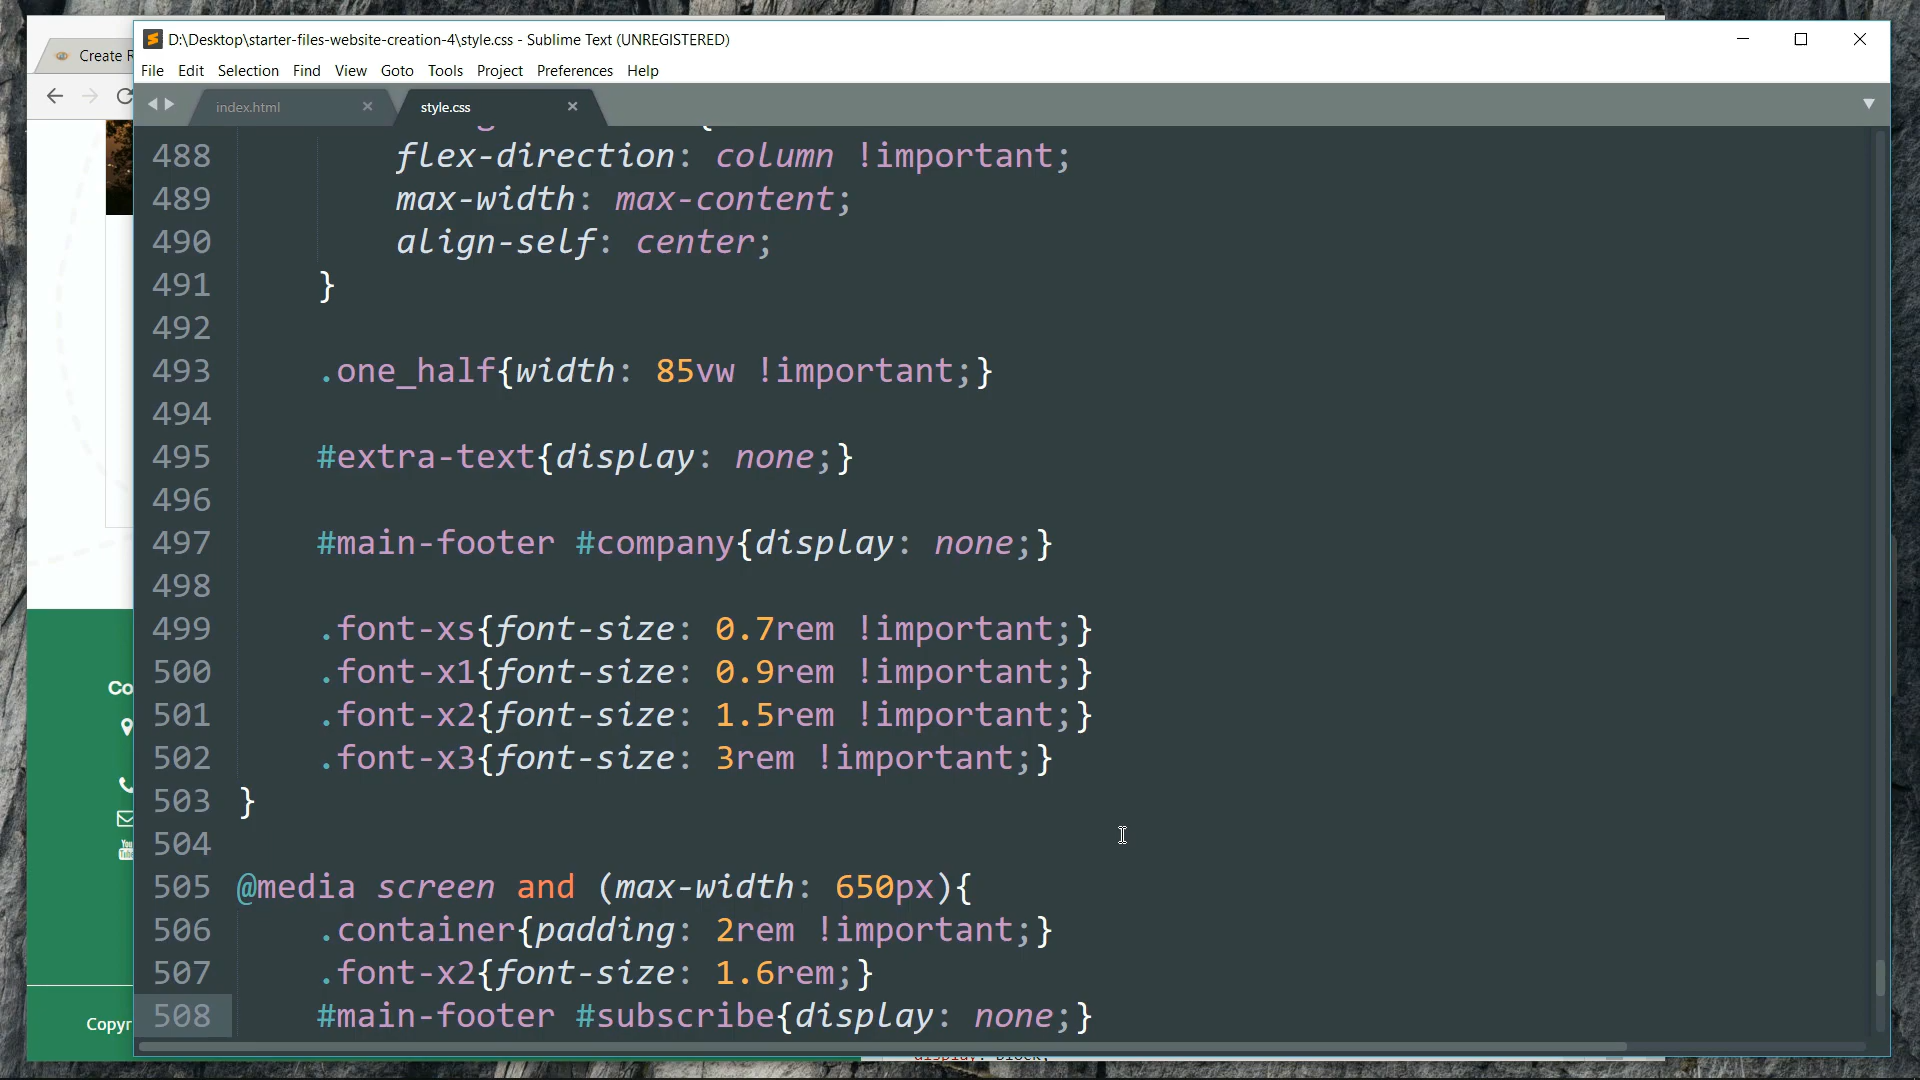 Create R
D:\Desktop\starter-files-website-creation-4\style.css - Sublime Text (UNREGISTERED)
File Edit Selection Find View Goto Tools Project Preferences Help
index.html style.css
488 flex-direction: column !important;
489 max-width: max-content;
490 align-self: center;
491 }
492
493 .one_half{width: 85vw !important;}
494
495 #extra-text{display: none;}
496
497 #main-footer #company{display: none;}
498
499 .font-xs{font-size: 0.7rem !important;}
500 .font-x1{font-size: 0.9rem !important;}
501 .font-x2{font-size: 1.5rem !important;}
502 .font-x3{font-size: 3rem !important;}
503 }
504
505 @media screen and (max-width: 650px){
506 .container{padding: 2rem !important;}
507 .font-x2{font-size: 1.6rem;}
508 #main-footer #subscribe{display: none;}
Co
Copyr